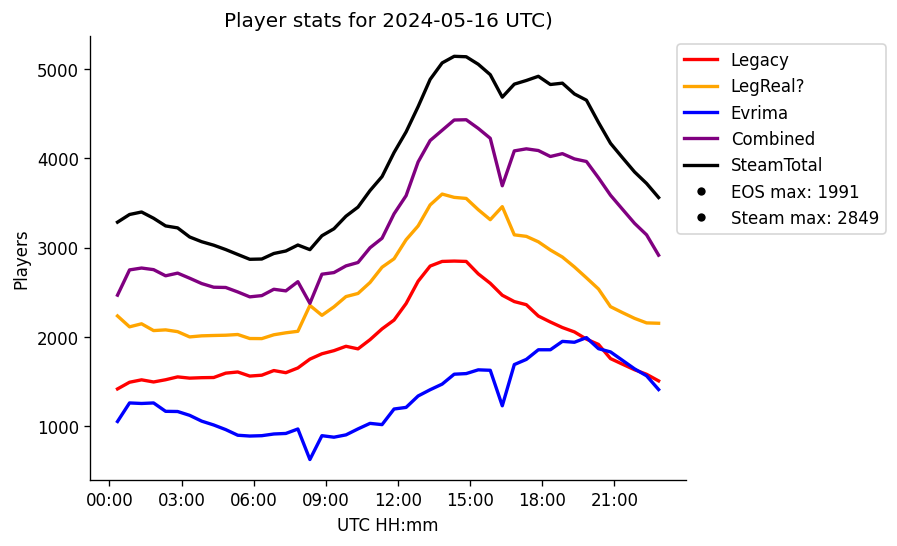 Player stats for 2024-05-16 UTC)
Legacy
LegReal?
Evrima
Combined
SteamTotal
EOS max: 1991
Steam max: 2849
Players
5000
4000
3000
2000
1000
00:00 03:00 06:00 09:00 12:00 15:00 18:00 21:00
UTC HH:mm